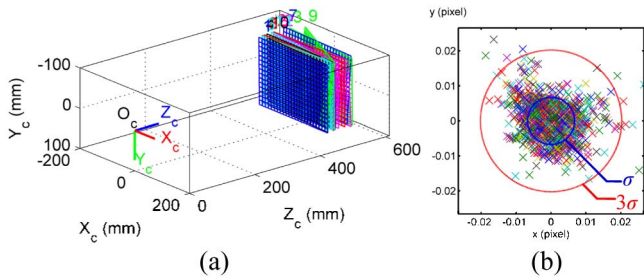 7 3 9
-100
0
100
Y_c (mm)
O_c
Z_c
X_c
Y_c
-200
0
200
X_c (mm)
0
200
400
600
Z_c (mm)
(a)
y (pixel)
0.02
0.01
0
-0.01
-0.02
-0.02
-0.01
0
0.01
0.02
x (pixel)
σ
3σ
(b)